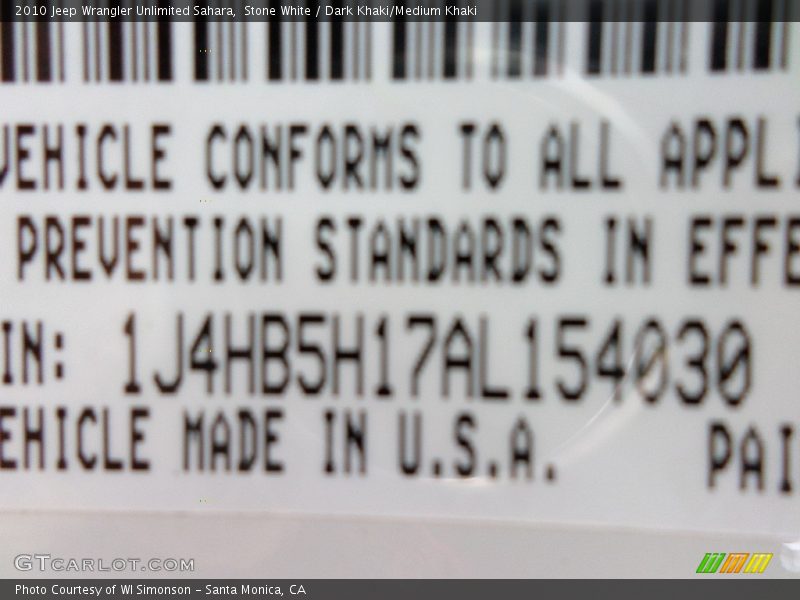 2010 Jeep Wrangler Unlimited Sahara, Stone White / Dark Khaki/Medium Khaki
VEHICLE CONFORMS TO ALL APPLI
PREVENTION STANDARDS IN EFFE
IN: 1J4HB5H17AL154030
EHICLE MADE IN U.S.A. PAI
GTCARLOT.COM
Photo Courtesy of WI Simonson – Santa Monica, CA